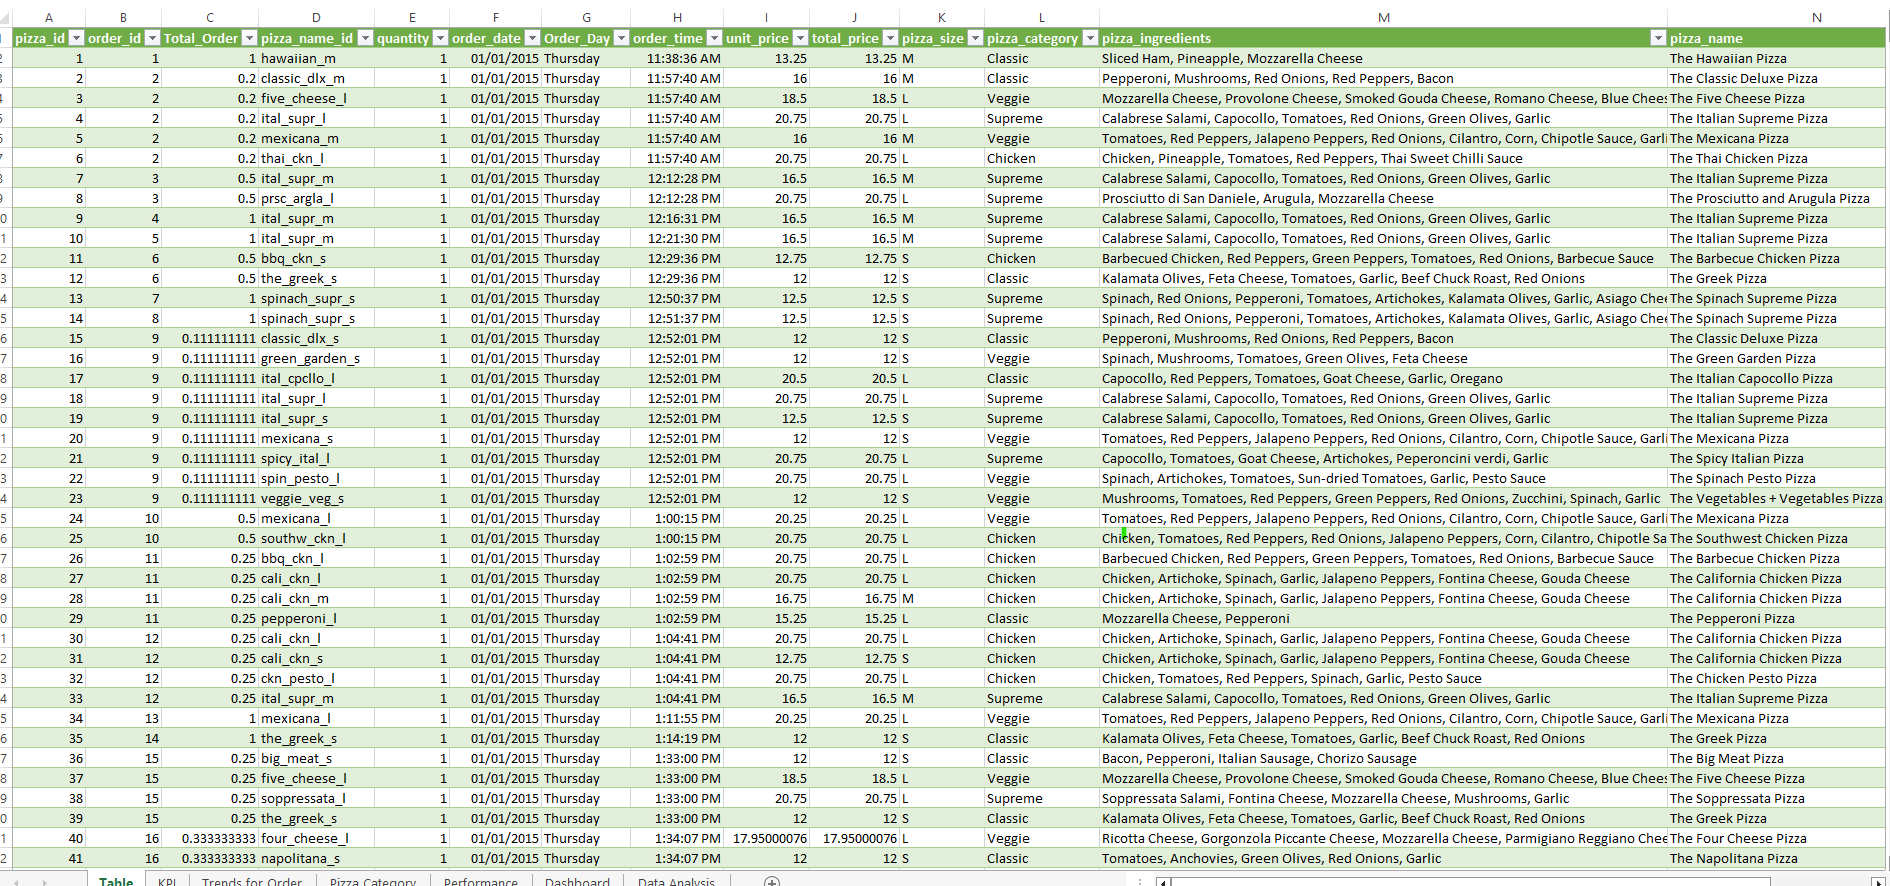 A B C D E F G H I J K L M N
pizza_id order_id Total_Order pizza_name_id quantity order_date Order_Day order_time unit_price total_price pizza_size pizza_category pizza_ingredients pizza_name
1 1 1 hawaiian_m 1 01/01/2015 Thursday 11:38:36 AM 13.25 13.25 M Classic Sliced Ham, Pineapple, Mozzarella Cheese The Hawaiian Pizza
2 2 0.2 classic_dlx_m 1 01/01/2015 Thursday 11:57:40 AM 16 16 M Classic Pepperoni, Mushrooms, Red Onions, Red Peppers, Bacon The Classic Deluxe Pizza
3 2 0.2 five_cheese_l 1 01/01/2015 Thursday 11:57:40 AM 18.5 18.5 L Veggie Mozzarella Cheese, Provolone Cheese, Smoked Gouda Cheese, Romano Cheese, Blue Chees The Five Cheese Pizza
4 2 0.2 ital_supr_l 1 01/01/2015 Thursday 11:57:40 AM 20.75 20.75 L Supreme Calabrese Salami, Capocollo, Tomatoes, Red Onions, Green Olives, Garlic The Italian Supreme Pizza
5 2 0.2 mexicana_m 1 01/01/2015 Thursday 11:57:40 AM 16 16 M Veggie Tomatoes, Red Peppers, Jalapeno Peppers, Red Onions, Cilantro, Corn, Chipotle Sauce, Garli The Mexicana Pizza
6 2 0.2 thai_ckn_l 1 01/01/2015 Thursday 11:57:40 AM 20.75 20.75 L Chicken Chicken, Pineapple, Tomatoes, Red Peppers, Thai Sweet Chilli Sauce The Thai Chicken Pizza
7 3 0.5 ital_supr_m 1 01/01/2015 Thursday 12:12:28 PM 16.5 16.5 M Supreme Calabrese Salami, Capocollo, Tomatoes, Red Onions, Green Olives, Garlic The Italian Supreme Pizza
8 3 0.5 prsc_argla_l 1 01/01/2015 Thursday 12:12:28 PM 20.75 20.75 L Supreme Prosciutto di San Daniele, Arugula, Mozzarella Cheese The Prosciutto and Arugula Pizza
9 4 1 ital_supr_m 1 01/01/2015 Thursday 12:16:31 PM 16.5 16.5 M Supreme Calabrese Salami, Capocollo, Tomatoes, Red Onions, Green Olives, Garlic The Italian Supreme Pizza
10 5 1 ital_supr_m 1 01/01/2015 Thursday 12:21:30 PM 16.5 16.5 M Supreme Calabrese Salami, Capocollo, Tomatoes, Red Onions, Green Olives, Garlic The Italian Supreme Pizza
11 6 0.5 bbq_ckn_s 1 01/01/2015 Thursday 12:29:36 PM 12.75 12.75 S Chicken Barbecued Chicken, Red Peppers, Green Peppers, Tomatoes, Red Onions, Barbecue Sauce The Barbecue Chicken Pizza
12 6 0.5 the_greek_s 1 01/01/2015 Thursday 12:29:36 PM 12 12 S Classic Kalamata Olives, Feta Cheese, Tomatoes, Garlic, Beef Chuck Roast, Red Onions The Greek Pizza
13 7 1 spinach_supr_s 1 01/01/2015 Thursday 12:50:37 PM 12.5 12.5 S Supreme Spinach, Red Onions, Pepperoni, Tomatoes, Artichokes, Kalamata Olives, Garlic, Asiago Chee The Spinach Supreme Pizza
14 8 1 spinach_supr_s 1 01/01/2015 Thursday 12:51:37 PM 12.5 12.5 S Supreme Spinach, Red Onions, Pepperoni, Tomatoes, Artichokes, Kalamata Olives, Garlic, Asiago Chee The Spinach Supreme Pizza
15 9 0.111111111 classic_dlx_s 1 01/01/2015 Thursday 12:52:01 PM 12 12 S Classic Pepperoni, Mushrooms, Red Onions, Red Peppers, Bacon The Classic Deluxe Pizza
16 9 0.111111111 green_garden_s 1 01/01/2015 Thursday 12:52:01 PM 12 12 S Veggie Spinach, Mushrooms, Tomatoes, Green Olives, Feta Cheese The Green Garden Pizza
17 9 0.111111111 ital_cpcllo_l 1 01/01/2015 Thursday 12:52:01 PM 20.5 20.5 L Classic Capocollo, Red Peppers, Tomatoes, Goat Cheese, Garlic, Oregano The Italian Capocollo Pizza
18 9 0.111111111 ital_supr_l 1 01/01/2015 Thursday 12:52:01 PM 20.75 20.75 L Supreme Calabrese Salami, Capocollo, Tomatoes, Red Onions, Green Olives, Garlic The Italian Supreme Pizza
19 9 0.111111111 ital_supr_s 1 01/01/2015 Thursday 12:52:01 PM 12.5 12.5 S Supreme Calabrese Salami, Capocollo, Tomatoes, Red Onions, Green Olives, Garlic The Italian Supreme Pizza
20 9 0.111111111 mexicana_s 1 01/01/2015 Thursday 12:52:01 PM 12 12 S Veggie Tomatoes, Red Peppers, Jalapeno Peppers, Red Onions, Cilantro, Corn, Chipotle Sauce, Garli The Mexicana Pizza
21 9 0.111111111 spicy_ital_l 1 01/01/2015 Thursday 12:52:01 PM 20.75 20.75 L Supreme Capocollo, Tomatoes, Goat Cheese, Artichokes, Peperoncini verdi, Garlic The Spicy Italian Pizza
22 9 0.111111111 spin_pesto_l 1 01/01/2015 Thursday 12:52:01 PM 20.75 20.75 L Veggie Spinach, Artichokes, Tomatoes, Sun-dried Tomatoes, Garlic, Pesto Sauce The Spinach Pesto Pizza
23 9 0.111111111 veggie_veg_s 1 01/01/2015 Thursday 12:52:01 PM 12 12 S Veggie Mushrooms, Tomatoes, Red Peppers, Green Peppers, Red Onions, Zucchini, Spinach, Garlic The Vegetables + Vegetables Pizza
24 10 0.5 mexicana_l 1 01/01/2015 Thursday 1:00:15 PM 20.25 20.25 L Veggie Tomatoes, Red Peppers, Jalapeno Peppers, Red Onions, Cilantro, Corn, Chipotle Sauce, Garli The Mexicana Pizza
25 10 0.5 southw_ckn_l 1 01/01/2015 Thursday 1:00:15 PM 20.75 20.75 L Chicken Chicken, Tomatoes, Red Peppers, Red Onions, Jalapeno Peppers, Corn, Cilantro, Chipotle Sa The Southwest Chicken Pizza
26 11 0.25 bbq_ckn_l 1 01/01/2015 Thursday 1:02:59 PM 20.75 20.75 L Chicken Barbecued Chicken, Red Peppers, Green Peppers, Tomatoes, Red Onions, Barbecue Sauce The Barbecue Chicken Pizza
27 11 0.25 cali_ckn_l 1 01/01/2015 Thursday 1:02:59 PM 20.75 20.75 L Chicken Chicken, Artichoke, Spinach, Garlic, Jalapeno Peppers, Fontina Cheese, Gouda Cheese The California Chicken Pizza
28 11 0.25 cali_ckn_m 1 01/01/2015 Thursday 1:02:59 PM 16.75 16.75 M Chicken Chicken, Artichoke, Spinach, Garlic, Jalapeno Peppers, Fontina Cheese, Gouda Cheese The California Chicken Pizza
29 11 0.25 pepperoni_l 1 01/01/2015 Thursday 1:02:59 PM 15.25 15.25 L Classic Mozzarella Cheese, Pepperoni The Pepperoni Pizza
30 12 0.25 cali_ckn_l 1 01/01/2015 Thursday 1:04:41 PM 20.75 20.75 L Chicken Chicken, Artichoke, Spinach, Garlic, Jalapeno Peppers, Fontina Cheese, Gouda Cheese The California Chicken Pizza
31 12 0.25 cali_ckn_s 1 01/01/2015 Thursday 1:04:41 PM 12.75 12.75 S Chicken Chicken, Artichoke, Spinach, Garlic, Jalapeno Peppers, Fontina Cheese, Gouda Cheese The California Chicken Pizza
32 12 0.25 ckn_pesto_l 1 01/01/2015 Thursday 1:04:41 PM 20.75 20.75 L Chicken Chicken, Tomatoes, Red Peppers, Spinach, Garlic, Pesto Sauce The Chicken Pesto Pizza
33 12 0.25 ital_supr_m 1 01/01/2015 Thursday 1:04:41 PM 16.5 16.5 M Supreme Calabrese Salami, Capocollo, Tomatoes, Red Onions, Green Olives, Garlic The Italian Supreme Pizza
34 13 1 mexicana_l 1 01/01/2015 Thursday 1:11:55 PM 20.25 20.25 L Veggie Tomatoes, Red Peppers, Jalapeno Peppers, Red Onions, Cilantro, Corn, Chipotle Sauce, Garli The Mexicana Pizza
35 14 1 the_greek_s 1 01/01/2015 Thursday 1:14:19 PM 12 12 S Classic Kalamata Olives, Feta Cheese, Tomatoes, Garlic, Beef Chuck Roast, Red Onions The Greek Pizza
36 15 0.25 big_meat_s 1 01/01/2015 Thursday 1:33:00 PM 12 12 S Classic Bacon, Pepperoni, Italian Sausage, Chorizo Sausage The Big Meat Pizza
37 15 0.25 five_cheese_l 1 01/01/2015 Thursday 1:33:00 PM 18.5 18.5 L Veggie Mozzarella Cheese, Provolone Cheese, Smoked Gouda Cheese, Romano Cheese, Blue Chees The Five Cheese Pizza
38 15 0.25 soppressata_l 1 01/01/2015 Thursday 1:33:00 PM 20.75 20.75 L Supreme Soppressata Salami, Fontina Cheese, Mozzarella Cheese, Mushrooms, Garlic The Soppressata Pizza
39 15 0.25 the_greek_s 1 01/01/2015 Thursday 1:33:00 PM 12 12 S Classic Kalamata Olives, Feta Cheese, Tomatoes, Garlic, Beef Chuck Roast, Red Onions The Greek Pizza
40 16 0.333333333 four_cheese_l 1 01/01/2015 Thursday 1:34:07 PM 17.95000076 17.95000076 L Veggie Ricotta Cheese, Gorgonzola Piccante Cheese, Mozzarella Cheese, Parmigiano Reggiano Chee The Four Cheese Pizza
41 16 0.333333333 napolitana_s 1 01/01/2015 Thursday 1:34:07 PM 12 12 S Classic Tomatoes, Anchovies, Green Olives, Red Onions, Garlic The Napolitana Pizza
Table KPI Trends for Order Pizza Category Performance Dashboard Data Analysis